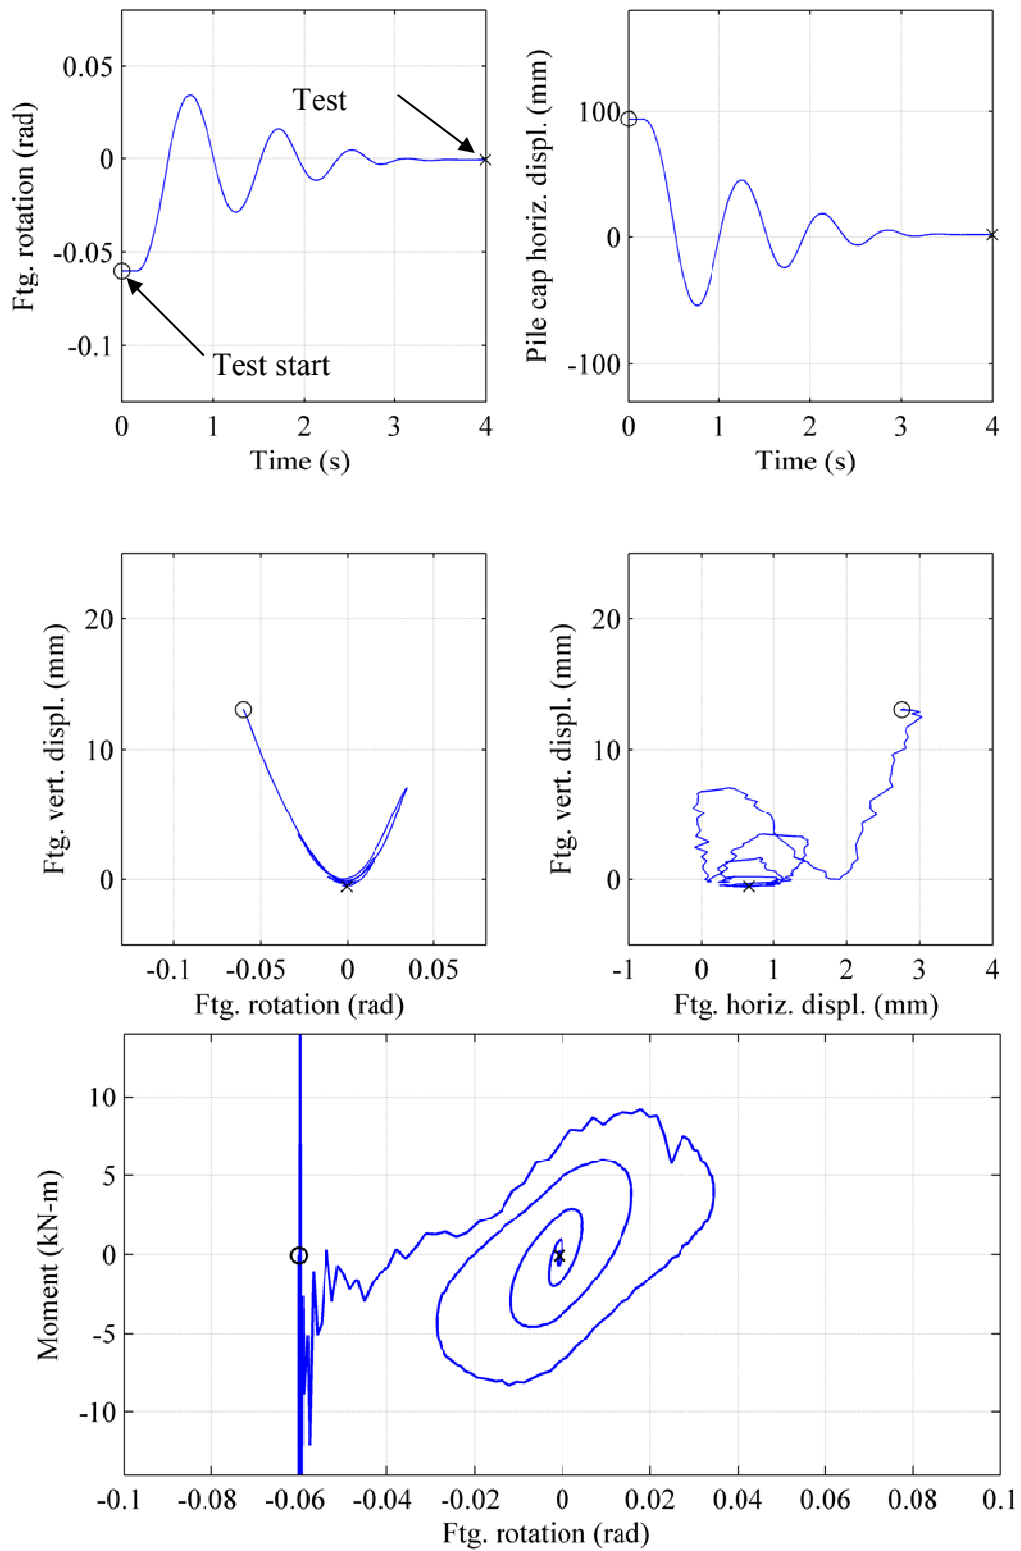 0.05
0
-0.05
-0.1
Ftg. rotation (rad)
Test
Test start
0 1 2 3 4
Time (s)
100
0
-100
Pile cap horiz. displ. (mm)
0 1 2 3 4
Time (s)
20
10
0
Ftg. vert. displ. (mm)
-0.1 -0.05 0 0.05
Ftg. rotation (rad)
20
10
0
Ftg. vert. displ. (mm)
-1 0 1 2 3 4
Ftg. horiz. displ. (mm)
10
5
0
-5
-10
Moment (kN-m)
-0.1 -0.08 -0.06 -0.04 -0.02 0 0.02 0.04 0.06 0.08 0.1
Ftg. rotation (rad)